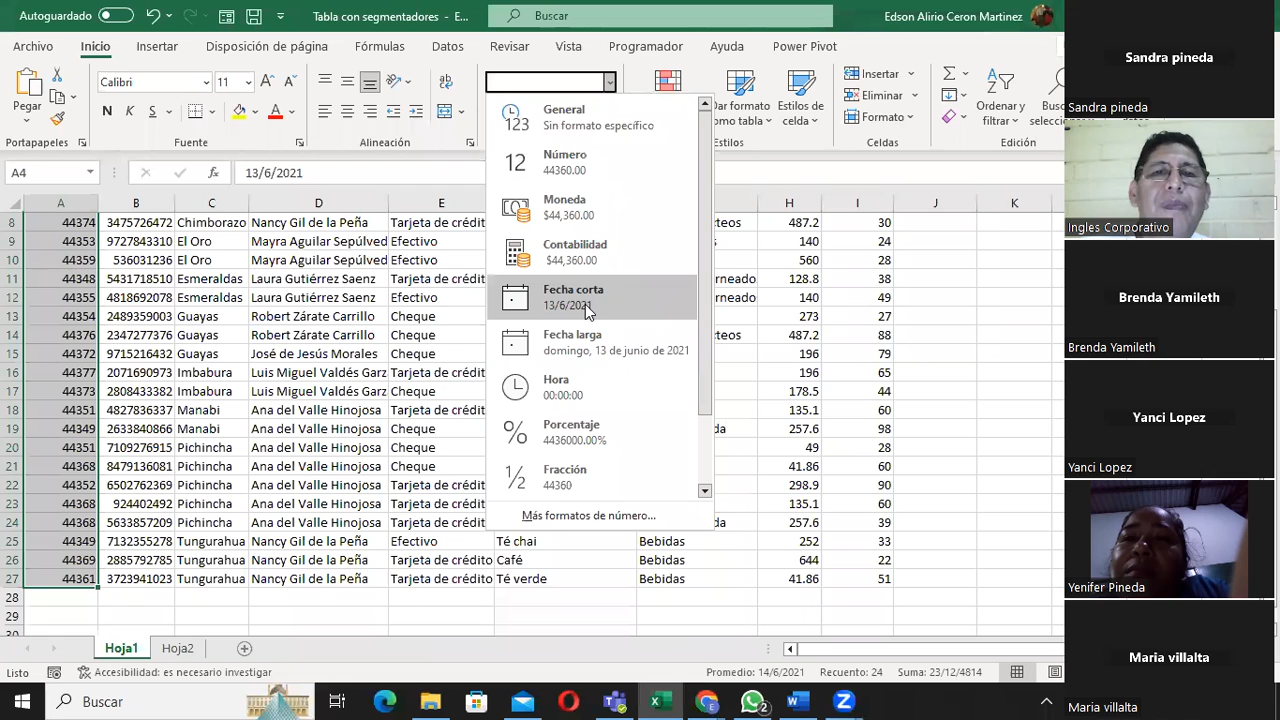 Autoguardado
Tabla con segmentadores - E...
Buscar
Edson Alirio Ceron Martinez
Archivo Inicio Insertar Disposición de página Fórmulas Datos Revisar Vista Programador Ayuda Power Pivot
Pegar
Calibri 11
N K S
Dar formato como tabla
Estilos de celda
Insertar
Eliminar
Formato
Ordenar y filtrar
Portapapeles Fuente Alineación Estilos Celdas Edición
A4 13/6/2021
General
Sin formato específico
Número
44360.00
Moneda
$44,360.00
Contabilidad
$44,360.00
Fecha corta
13/6/2021
Fecha larga
domingo, 13 de junio de 2021
Hora
00:00:00
Porcentaje
4436000.00%
Fracción
44360
Más formatos de número...
A B C D E H I J K
8 44374 3475726472 Chimborazo Nancy Gil de la Peña Tarjeta de crédit cteos 487.2 30
9 44353 9727843310 El Oro Mayra Aguilar Sepúlved Efectivo 140 24
10 44359 536031236 El Oro Mayra Aguilar Sepúlved Efectivo 560 28
11 44368 5431718510 Esmeraldas Laura Gutiérrez Saenz Tarjeta de crédit orneado 128.8 38
12 44355 4818692078 Esmeraldas Laura Gutiérrez Saenz Efectivo orneado 140 49
13 44356 2489359003 Guayas Robert Zárate Carrillo Cheque 273 27
14 44376 2347277376 Guayas Robert Zárate Carrillo Cheque cteos 487.2 88
15 44372 9715216432 Guayas José de Jesús Morales Cheque 196 79
16 44377 2071690973 Imbabura Luis Miguel Valdés Garz Tarjeta de crédit 196 65
17 44377 2808433382 Imbabura Luis Miguel Valdés Garz Efectivo 178.5 44
18 44351 4827836337 Manabi Ana del Valle Hinojosa Tarjeta de crédit 135.1 60
19 44349 2633840866 Manabi Ana del Valle Hinojosa Tarjeta de crédit 257.6 98
20 44351 7109276915 Pichincha Ana del Valle Hinojosa Cheque 49 28
21 44368 8479136081 Pichincha Ana del Valle Hinojosa Cheque 41.86 60
22 44352 6502762369 Pichincha Ana del Valle Hinojosa Tarjeta de crédit 298.9 90
23 44368 924402492 Pichincha Ana del Valle Hinojosa Tarjeta de crédit 135.1 60
24 44368 5633857209 Pichincha Ana del Valle Hinojosa Tarjeta de crédit 257.6 39
25 44349 7132355278 Tungurahua Nancy Gil de la Peña Efectivo Té chai Bebidas 252 33
26 44369 2885792785 Tungurahua Nancy Gil de la Peña Tarjeta de crédito Café Bebidas 644 22
27 44361 3723941023 Tungurahua Nancy Gil de la Peña Tarjeta de crédito Té verde Bebidas 41.86 51
28
29
Hoja1 Hoja2
Listo Accesibilidad: es necesario investigar Promedio: 14/6/2021 Recuento: 24 Suma: 23/12/4814
Buscar
2
Sandra pineda
Sandra pineda
Ingles Corporativo
Brenda Yamileth
Brenda Yamileth
Yanci Lopez
Yanci Lopez
Yenifer Pineda
Maria villalta
Maria villalta